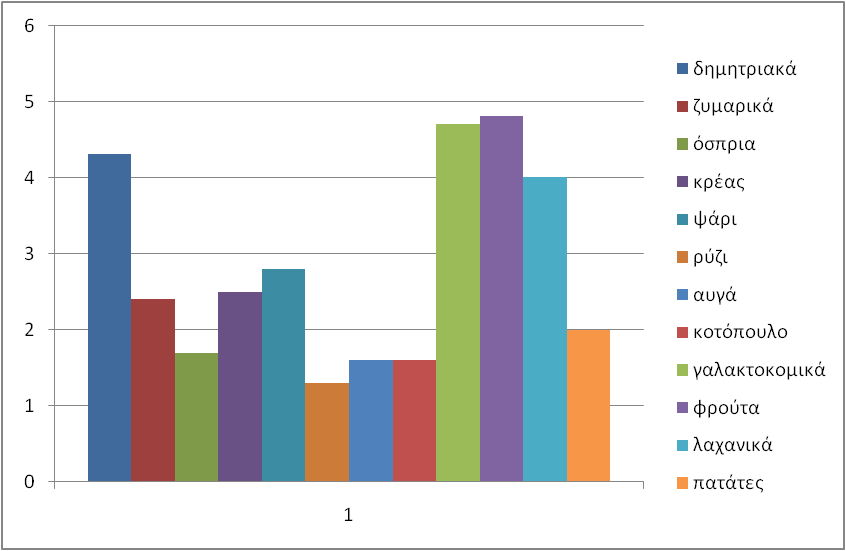 6
5
4
3
2
1
0
1
δημητριακά
ζυμαρικά
όσπρια
κρέας
ψάρι
ρύζι
αυγά
κοτόπουλο
γαλακτοκομικά
φρούτα
λαχανικά
πατάτες